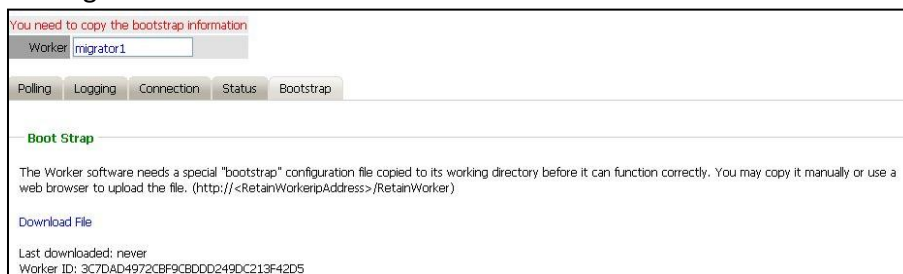 You need to copy the bootstrap information
Worker migrator1
Polling Logging Connection Status Bootstrap
Boot Strap
The Worker software needs a special "bootstrap" configuration file copied to its working directory before it can function correctly. You may copy it manually or use a
web browser to upload the file. (http://<RetainWorkeripAddress>/RetainWorker)
Download File
Last downloaded: never
Worker ID: 3C7DAD4972CBF9CBDDD249DC213F42D5